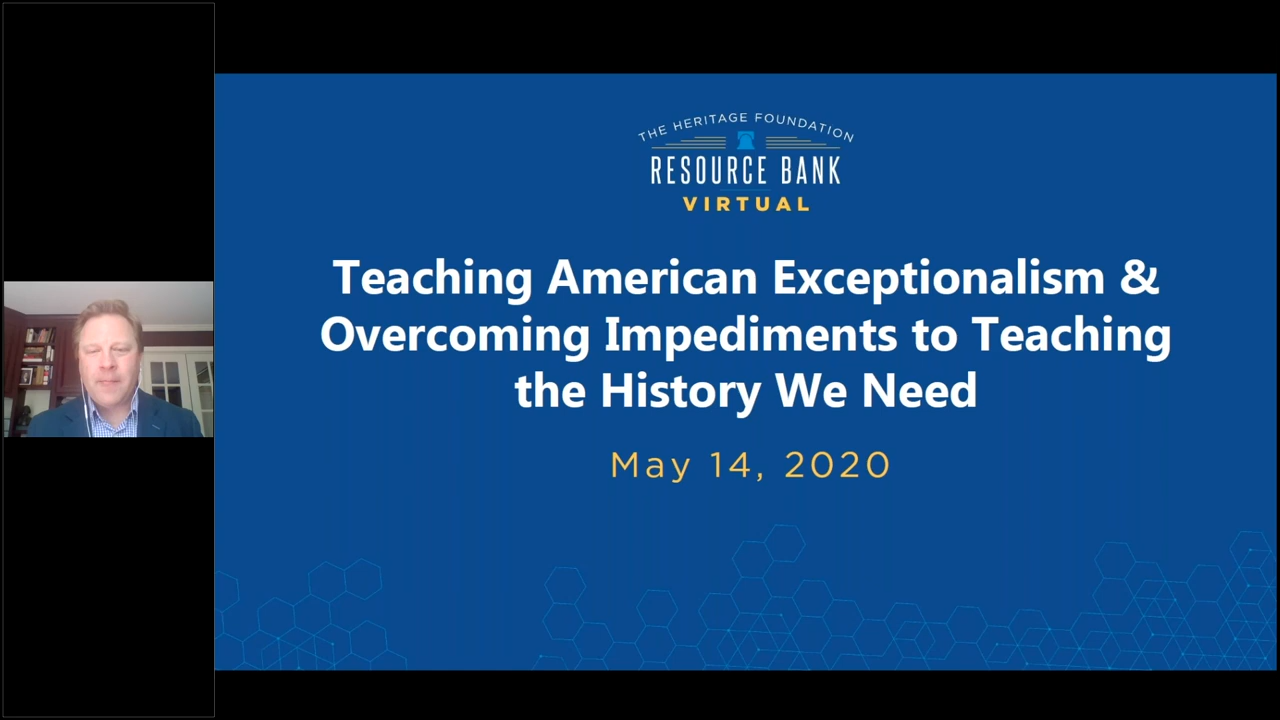 THE HERITAGE FOUNDATION
RESOURCE BANK
VIRTUAL
Teaching American Exceptionalism &
Overcoming Impediments to Teaching
the History We Need
May 14, 2020